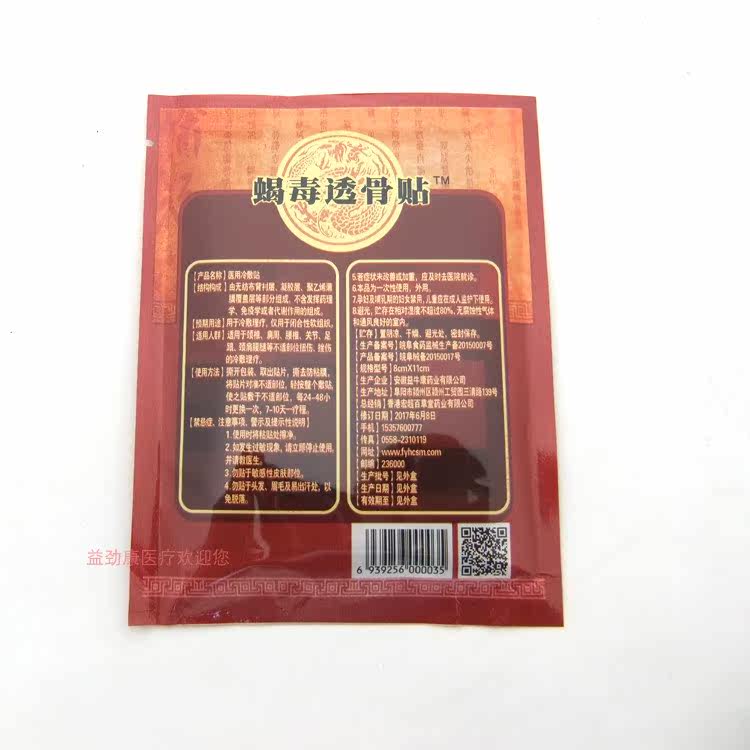 蝎毒透骨贴™
【产品名称】医用冷敷贴
【结构构成】由无纺布背衬层、凝胶层、聚乙烯薄
膜覆盖层等部分组成，不含发挥药理
学、免疫学或者代谢作用的组成。
【预期用途】用于冷敷理疗，仅用于闭合性软组织。
【适用人群】适用于颈椎、肩周、腰椎、关节、足
跟、颈肩腰腿等不适部位扭伤、挫伤
的冷敷理疗。
【使用方法】撕开包装，取出贴片，撕去防粘膜，
将贴片对准不适部位，轻按整个敷贴，
使之贴敷于不适部位，每24-48小
时更换一次，7-10天一疗程。
【禁忌症、注意事项、警示及提示性说明】
1.使用时将粘贴处擦净。
2.如发生过敏现象，请立即停止使用，
并请教医生。
3.勿贴于敏感性皮肤部位。
4.勿贴于头发、眉毛及易出汗处，以
免脱落。
5.若症状未改善或加重，应及时去医院就诊。
6.本品为一次性使用，外用。
7.孕妇及哺乳期的妇女禁用，儿童应在成人监护下使用。
8.避光，贮存在相对湿度不超过80%，无腐蚀性气体
和通风良好的室内。
【贮存】置阴凉、干燥、避光处，密封保存。
【生产备案号】皖阜食药监械生产备20150007号
【产品备案号】皖阜械备20150017号
【规格型号】8cmX11cm
【生产企业】安徽益牛康药业有限公司
【生产地址】阜阳市颍州区颍州工贸园三清路139号
【总经销】香港宏超百草堂药业有限公司
【修订日期】2017年6月8日
【手机】15357600777
【传真】0558-2310119
【网址】www.fyhcsm.com
【邮编】236000
【生产批号】见外盒
【生产日期】见外盒
【有效期至】见外盒
6 939256 000035
益劲康医疗欢迎您